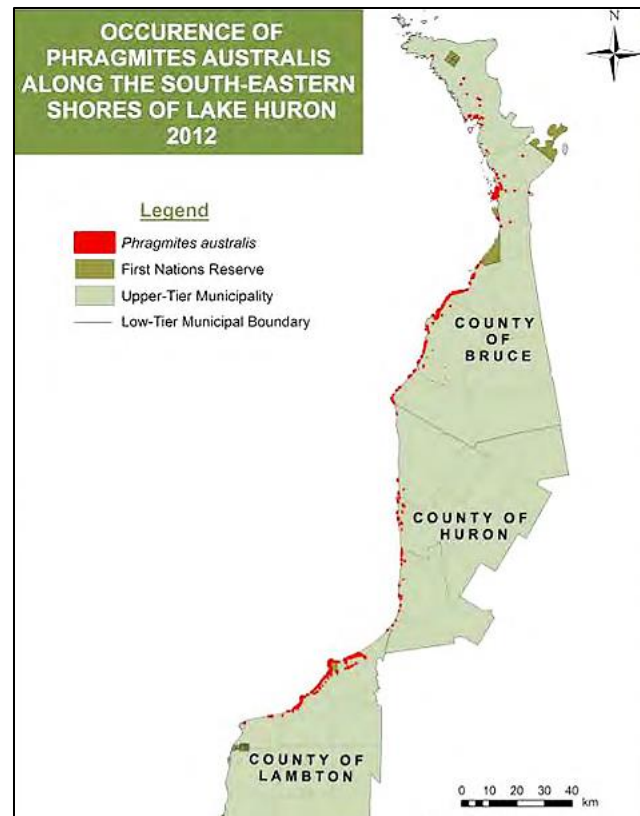 OCCURENCE OF
PHRAGMITES AUSTRALIS
ALONG THE SOUTH-EASTERN
SHORES OF LAKE HURON
2012
N
Legend
Phragmites australis
First Nations Reserve
Upper-Tier Municipality
Low-Tier Municipal Boundary
COUNTY
OF
BRUCE
COUNTY OF
HURON
COUNTY OF
LAMBTON
0 10 20 30 40
km